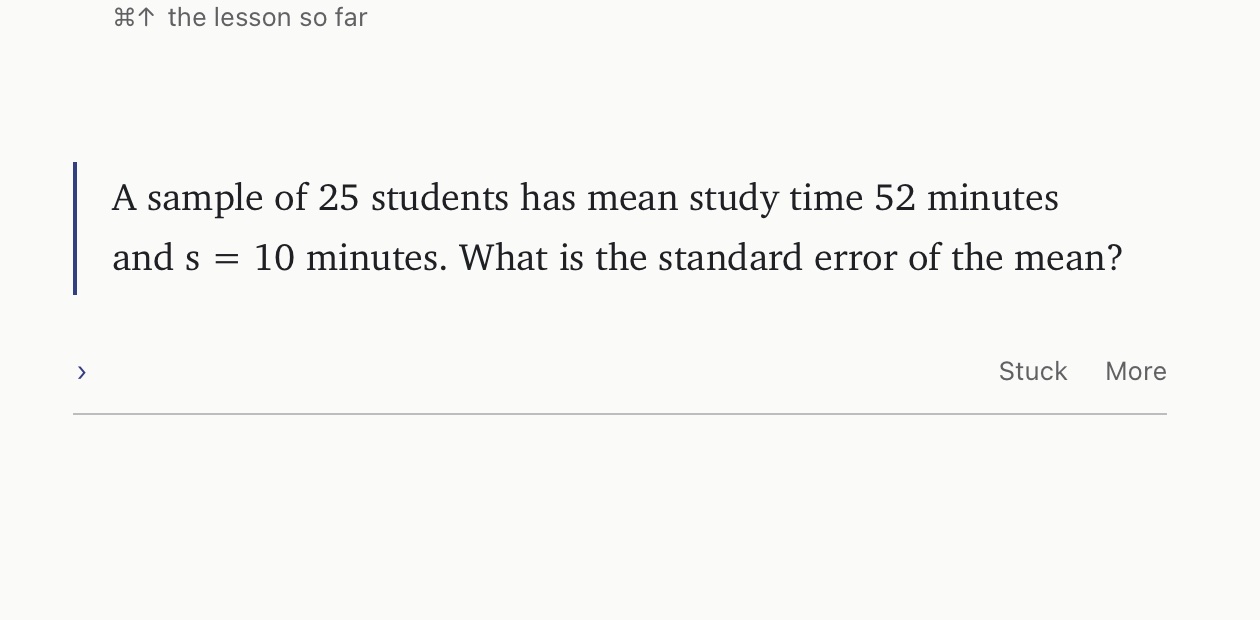 ⌘↑ the lesson so far
A sample of 25 students has mean study time 52 minutes
and s = 10 minutes. What is the standard error of the mean?
› Stuck More